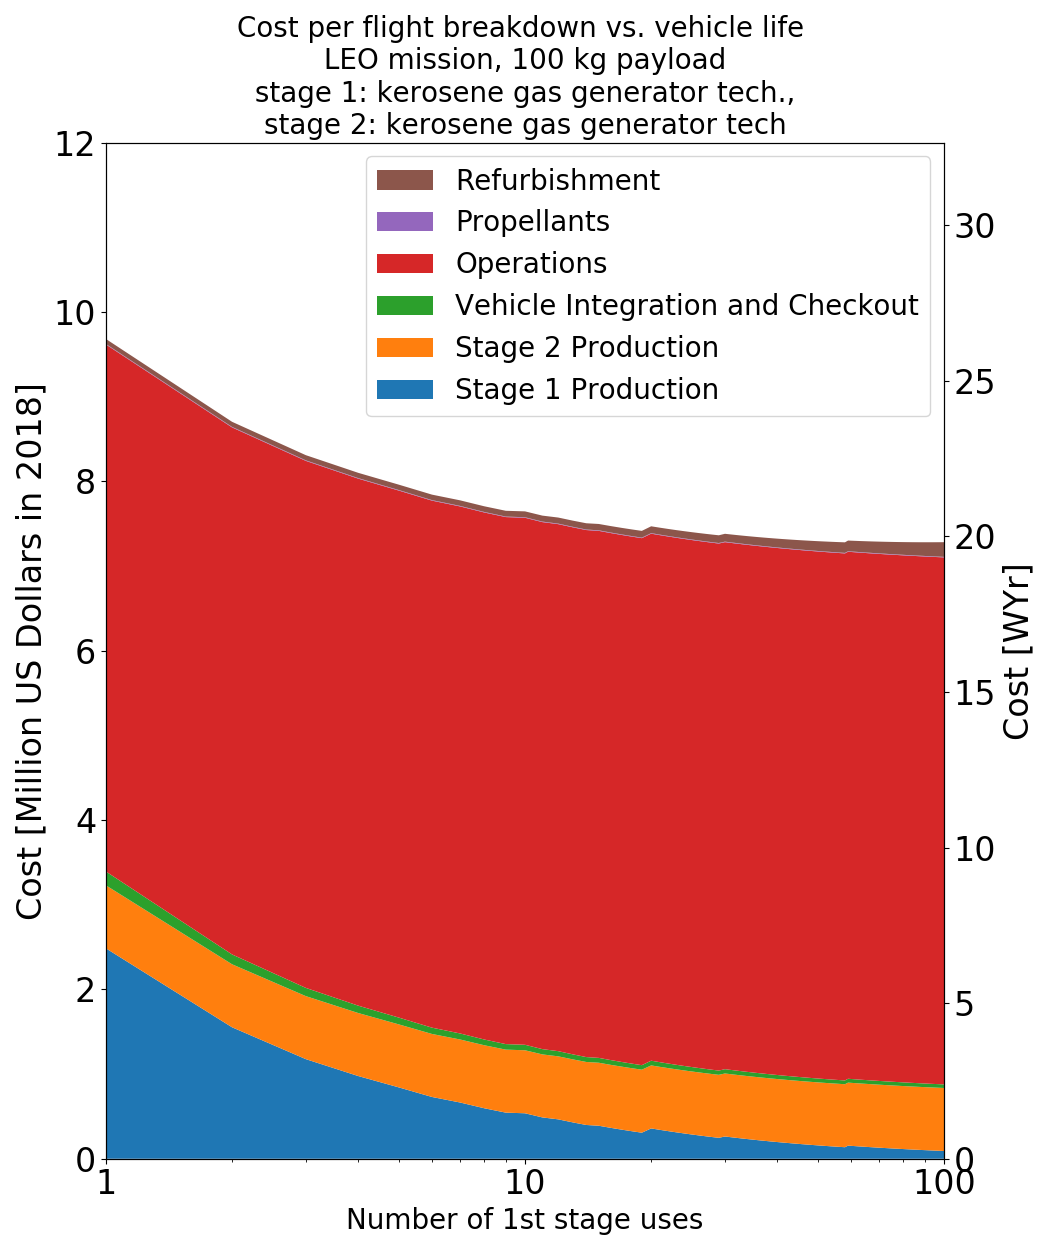 Cost per flight breakdown vs. vehicle life
LEO mission, 100 kg payload
stage 1: kerosene gas generator tech.,
stage 2: kerosene gas generator tech
Refurbishment
Propellants
Operations
Vehicle Integration and Checkout
Stage 2 Production
Stage 1 Production
Cost [Million US Dollars in 2018]
12
10
8
6
4
2
0
30
25
20
15
10
5
0
Cost [WYr]
1
10
100
Number of 1st stage uses